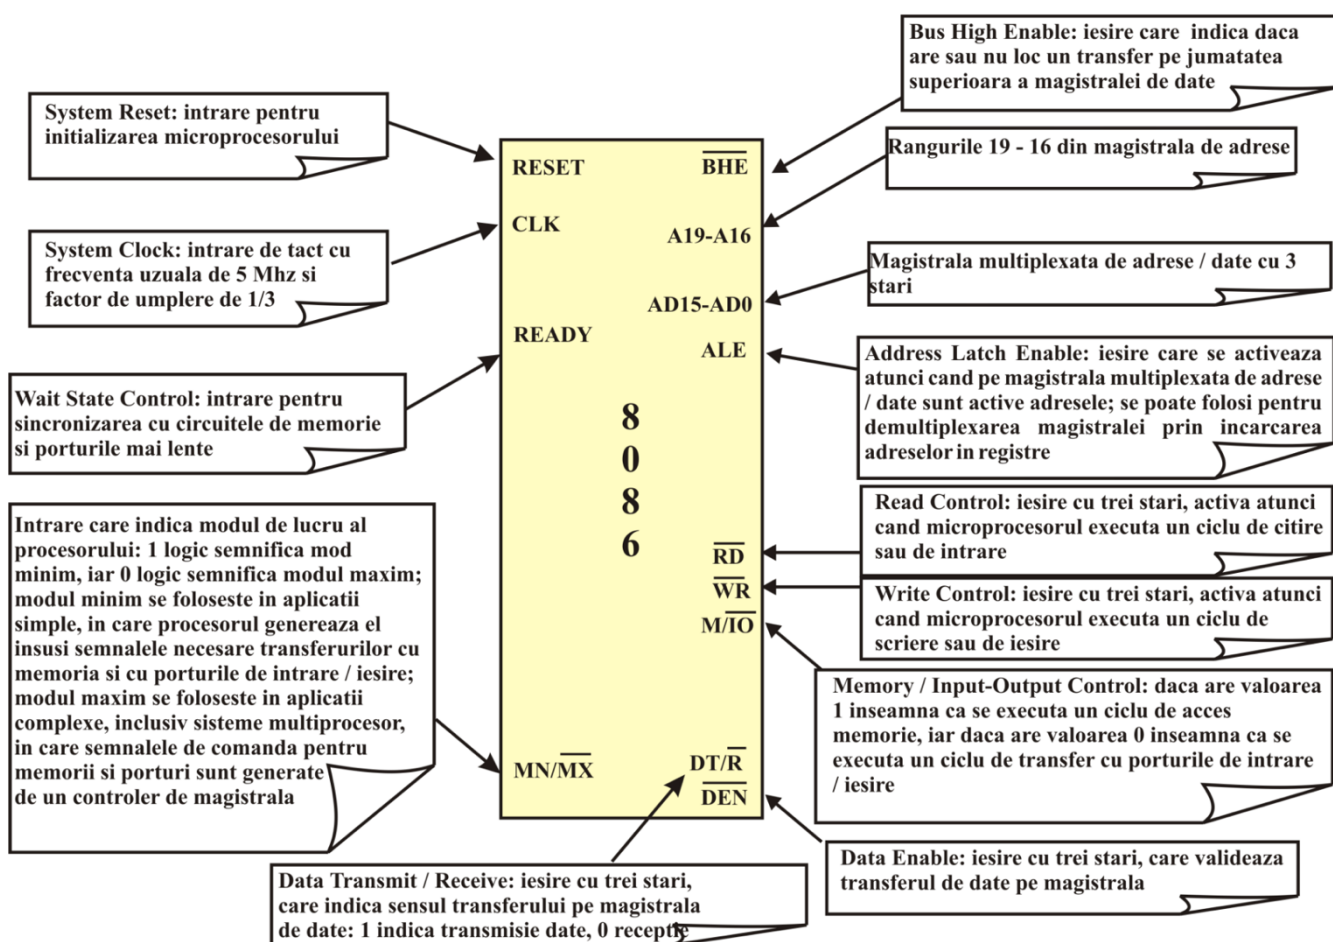 Bus High Enable: iesire care indica daca
are sau nu loc un transfer pe jumatatea
superioara a magistralei de date
System Reset: intrare pentru
initializarea microprocesorului
Rangurile 19 - 16 din magistrala de adrese
System Clock: intrare de tact cu
frecventa uzuala de 5 Mhz si
factor de umplere de 1/3
Magistrala multiplexata de adrese / date cu 3
stari
Wait State Control: intrare pentru
sincronizarea cu circuitele de memorie
si porturile mai lente
Address Latch Enable: iesire care se activeaza
atunci cand pe magistrala multiplexata de adrese
/ date sunt active adresele; se poate folosi pentru
demultiplexarea magistralei prin incarcarea
adreselor in registre
Intrare care indica modul de lucru al
procesorului: 1 logic semnifica mod
minim, iar 0 logic semnifica modul maxim;
modul minim se foloseste in aplicatii
simple, in care procesorul genereaza el
insusi semnalele necesare transferurilor cu
memoria si cu porturile de intrare / iesire;
modul maxim se foloseste in aplicatii
complexe, inclusiv sisteme multiprocesor,
in care semnalele de comanda pentru
memorii si porturi sunt generate
de un controler de magistrala
RESET
CLK
READY
MN/M̅X̅
8
0
8
6
B̅H̅E̅
A19-A16
AD15-AD0
ALE
R̅D̅
W̅R̅
M/I̅O̅
DT/R̅
D̅E̅N̅
Read Control: iesire cu trei stari, activa atunci
cand microprocesorul executa un ciclu de citire
sau de intrare
Write Control: iesire cu trei stari, activa atunci
cand microprocesorul executa un ciclu de
scriere sau de iesire
Memory / Input-Output Control: daca are valoarea
1 inseamna ca se executa un ciclu de acces
memorie, iar daca are valoarea 0 inseamna ca se
executa un ciclu de transfer cu porturile de intrare
/ iesire
Data Enable: iesire cu trei stari, care valideaza
transferul de date pe magistrala
Data Transmit / Receive: iesire cu trei stari,
care indica sensul transferului pe magistrala
de date: 1 indica transmisie date, 0 receptie